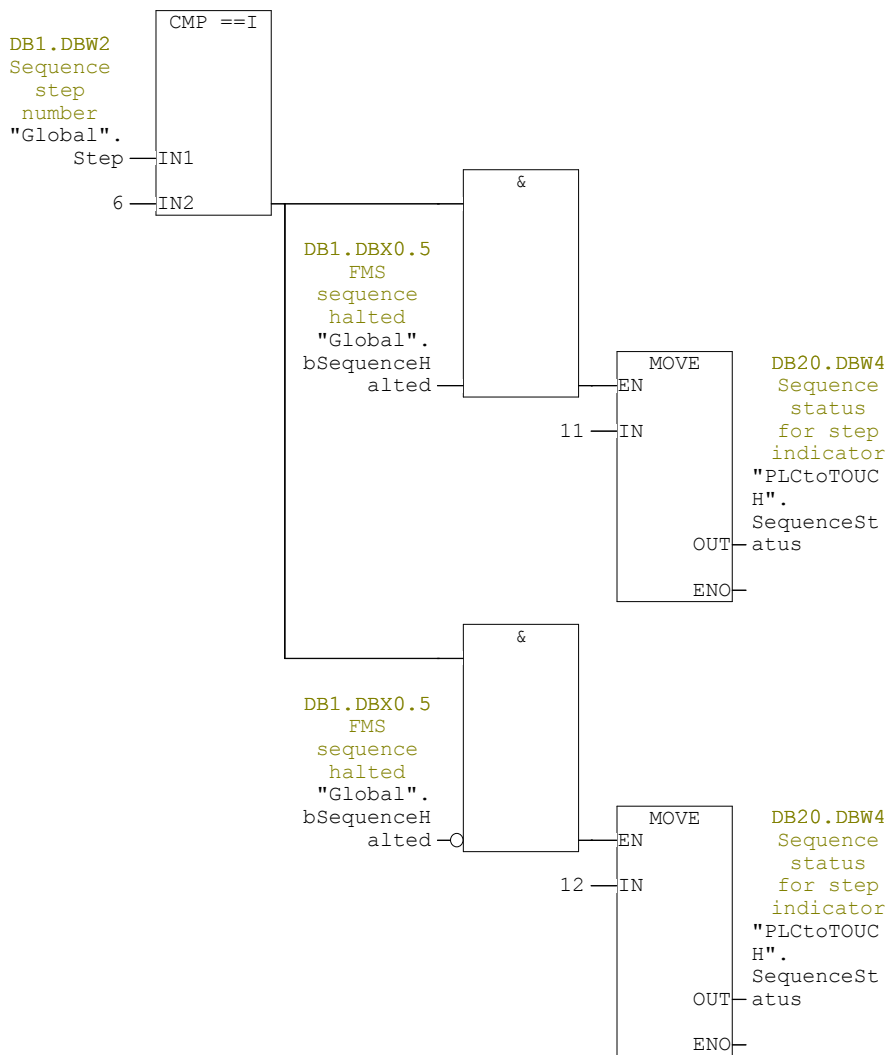 CMP ==I
DB1.DBW2
Sequence
step
number
"Global".
Step
IN1
6
IN2
&
DB1.DBX0.5
FMS
sequence
halted
"Global".
bSequenceH
alted
MOVE
EN
11
IN
OUT
ENO
DB20.DBW4
Sequence
status
for step
indicator
"PLCtoTOUC
H".
SequenceSt
atus
&
DB1.DBX0.5
FMS
sequence
halted
"Global".
bSequenceH
alted
MOVE
EN
12
IN
OUT
ENO
DB20.DBW4
Sequence
status
for step
indicator
"PLCtoTOUC
H".
SequenceSt
atus